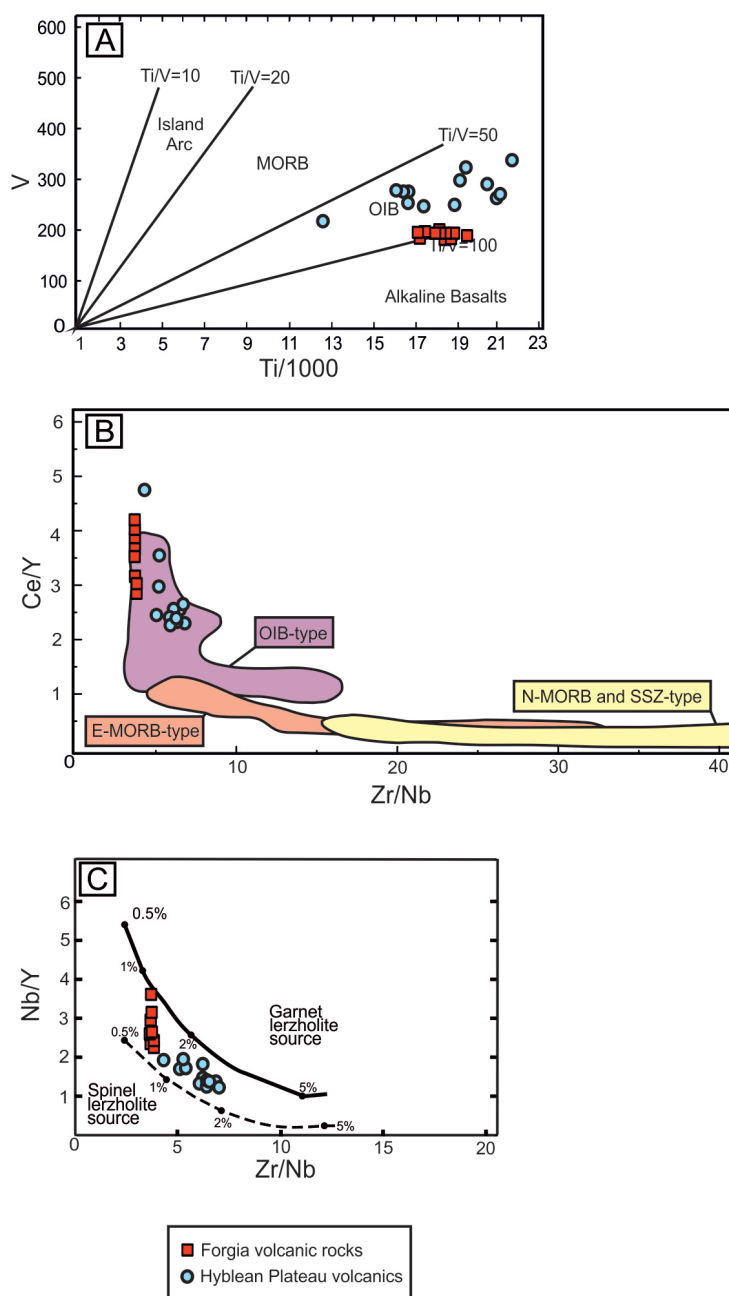 A
600
500
400
300
200
100
0
V
Ti/V=10
Ti/V=20
Island
Arc
MORB
Ti/V=50
OIB
Ti/V=100
Alkaline Basalts
1 3 5 7 9 11 13 15 17 19 21 23
Ti/1000
B
6
5
4
3
2
1
0
Ce/Y
OIB-type
N-MORB and SSZ-type
E-MORB-type
10 20 30 40
Zr/Nb
C
6
5
4
3
2
1
Nb/Y
0.5%
1%
2%
5%
Garnet
lerzholite
source
0.5%
1%
2%
5%
Spinel
lerzholite
source
0 5 10 15 20
Zr/Nb
Forgia volcanic rocks
Hyblean Plateau volcanics